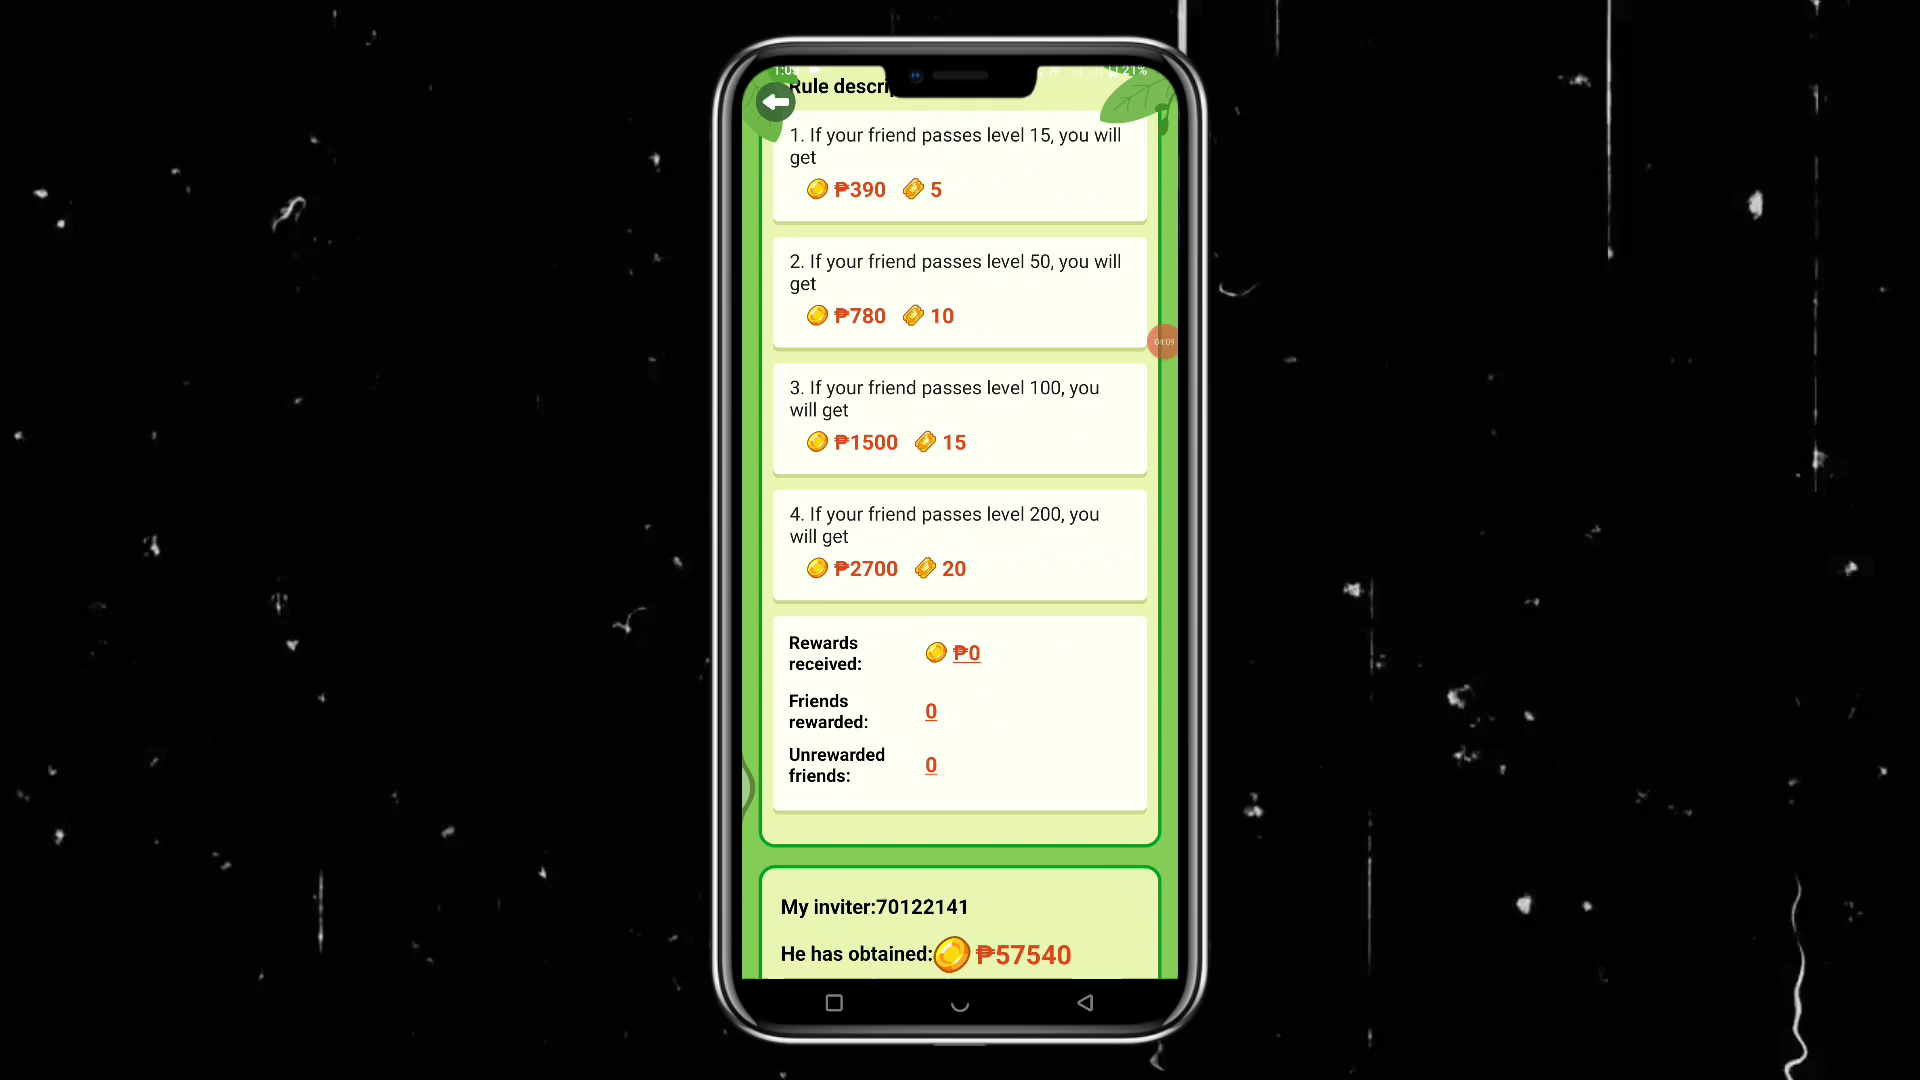 21%
Rule descri
1. If your friend passes level 15, you will
get
₱390 5
2. If your friend passes level 50, you will
get
₱780 10
04:09
3. If your friend passes level 100, you
will get
₱1500 15
4. If your friend passes level 200, you
will get
₱2700 20
Rewards
received:
₱0
Friends
rewarded:
0
Unrewarded
friends:
0
My inviter:70122141
He has obtained: ₱57540